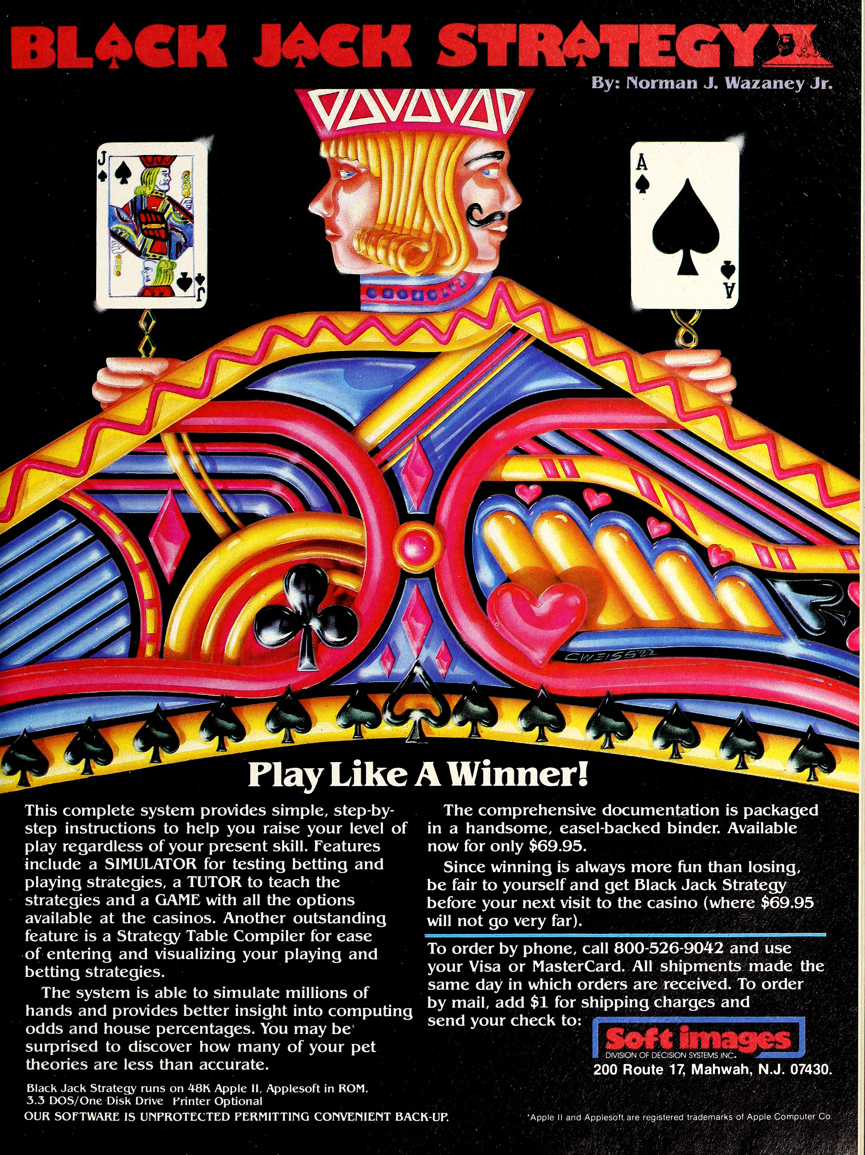 BLACK JACK STRATEGY
By: Norman J. Wazaney Jr.
J
J
A
A
C WEISS '82
Play Like A Winner!
This complete system provides simple, step-by-
step instructions to help you raise your level of
play regardless of your present skill. Features
include a SIMULATOR for testing betting and
playing strategies, a TUTOR to teach the
strategies and a GAME with all the options
available at the casinos. Another outstanding
feature is a Strategy Table Compiler for ease
of entering and visualizing your playing and
betting strategies.
The system is able to simulate millions of
hands and provides better insight into computing
odds and house percentages. You may be
surprised to discover how many of your pet
theories are less than accurate.
Black Jack Strategy runs on 48K Apple II, Applesoft in ROM.
3.3 DOS/One Disk Drive Printer Optional
OUR SOFTWARE IS UNPROTECTED PERMITTING CONVENIENT BACK-UP.
The comprehensive documentation is packaged
in a handsome, easel-backed binder. Available
now for only $69.95.
Since winning is always more fun than losing,
be fair to yourself and get Black Jack Strategy
before your next visit to the casino (where $69.95
will not go very far).
To order by phone, call 800-526-9042 and use
your Visa or MasterCard. All shipments made the
same day in which orders are received. To order
by mail, add $1 for shipping charges and
send your check to:
Soft images
DIVISION OF DECISION SYSTEMS INC.
200 Route 17, Mahwah, N.J. 07430.
*Apple II and Applesoft are registered trademarks of Apple Computer Co.